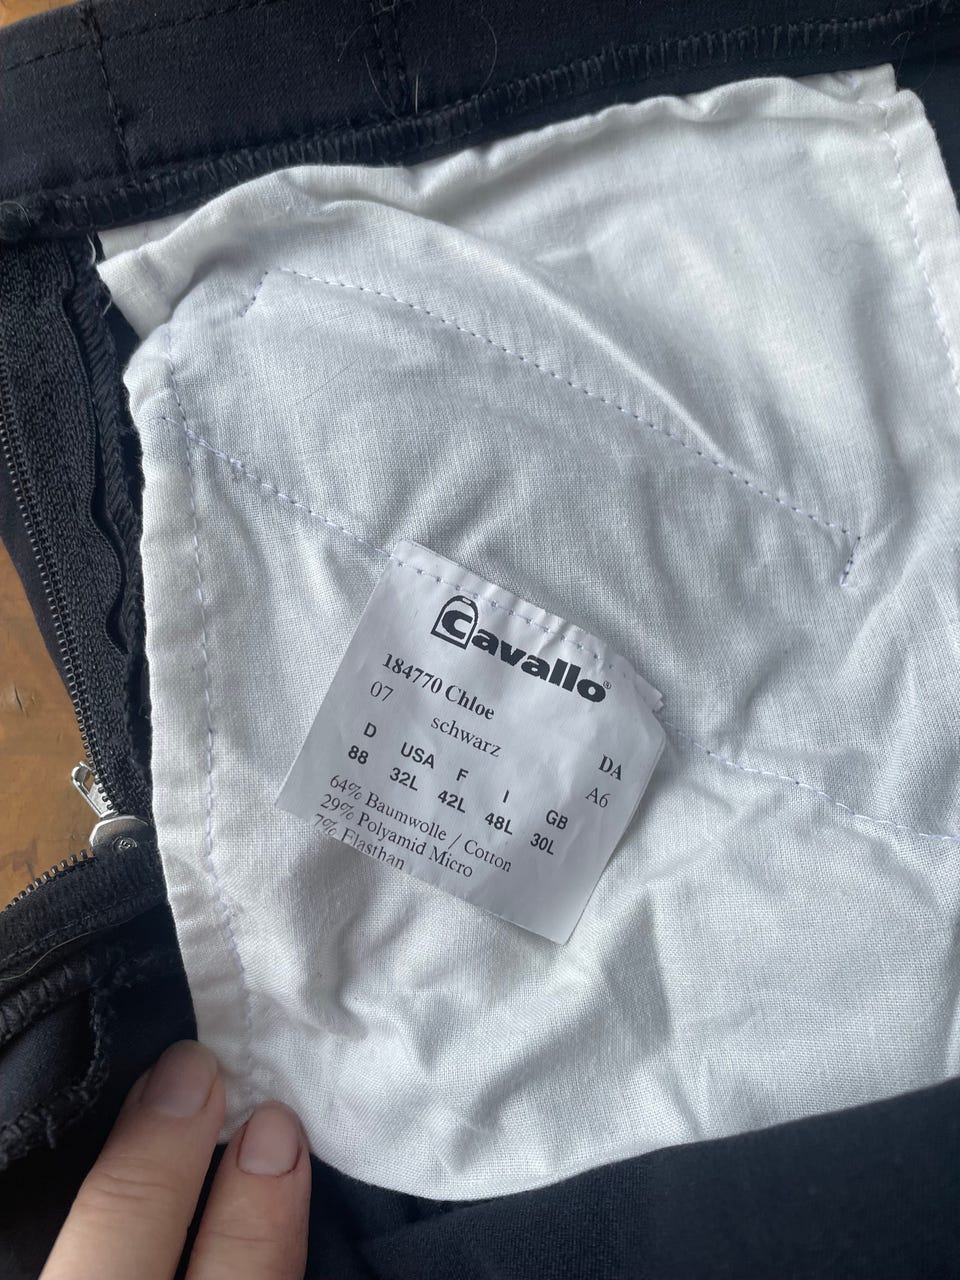 Cavallo®
184770 Chloe
07 schwarz DA
D USA F I GB A6
88 32L 42L 48L 30L
64% Baumwolle / Cotton
29% Polyamid Micro
7% Elasthan